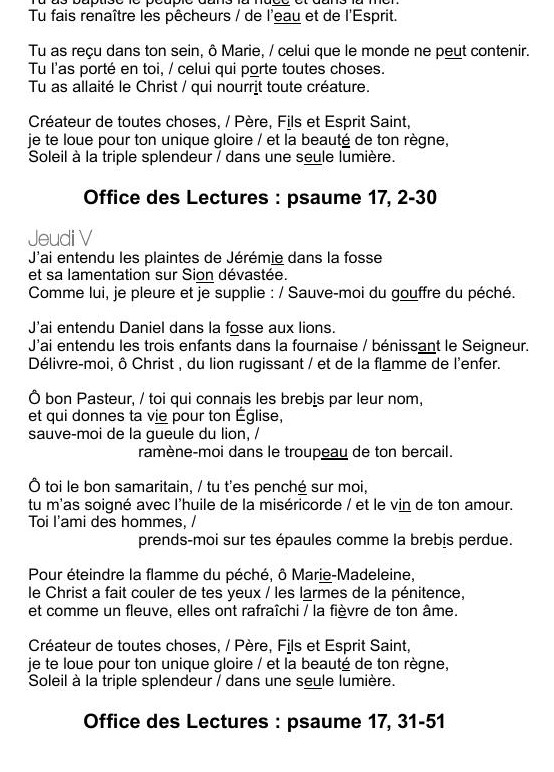 Tu as baptisé le peuple dans la nuée et dans la mer.
Tu fais renaître les pêcheurs / de l'eau et de l'Esprit.
Tu as reçu dans ton sein, ô Marie, / celui que le monde ne peut contenir.
Tu l'as porté en toi, / celui qui porte toutes choses.
Tu as allaité le Christ / qui nourrit toute créature.
Créateur de toutes choses, / Père, Fils et Esprit Saint,
je te loue pour ton unique gloire / et la beauté de ton règne,
Soleil à la triple splendeur / dans une seule lumière.
Office des Lectures : psaume 17, 2-30
Jeudi V
J'ai entendu les plaintes de Jérémie dans la fosse
et sa lamentation sur Sion dévastée.
Comme lui, je pleure et je supplie : / Sauve-moi du gouffre du péché.
J'ai entendu Daniel dans la fosse aux lions.
J'ai entendu les trois enfants dans la fournaise / bénissant le Seigneur.
Délivre-moi, ô Christ , du lion rugissant / et de la flamme de l'enfer.
Ô bon Pasteur, / toi qui connais les brebis par leur nom,
et qui donnes ta vie pour ton Église,
sauve-moi de la gueule du lion, /
ramène-moi dans le troupeau de ton bercail.
Ô toi le bon samaritain, / tu t'es penché sur moi,
tu m'as soigné avec l'huile de la miséricorde / et le vin de ton amour.
Toi l'ami des hommes, /
prends-moi sur tes épaules comme la brebis perdue.
Pour éteindre la flamme du péché, ô Marie-Madeleine,
le Christ a fait couler de tes yeux / les larmes de la pénitence,
et comme un fleuve, elles ont rafraîchi / la fièvre de ton âme.
Créateur de toutes choses, / Père, Fils et Esprit Saint,
je te loue pour ton unique gloire / et la beauté de ton règne,
Soleil à la triple splendeur / dans une seule lumière.
Office des Lectures : psaume 17, 31-51